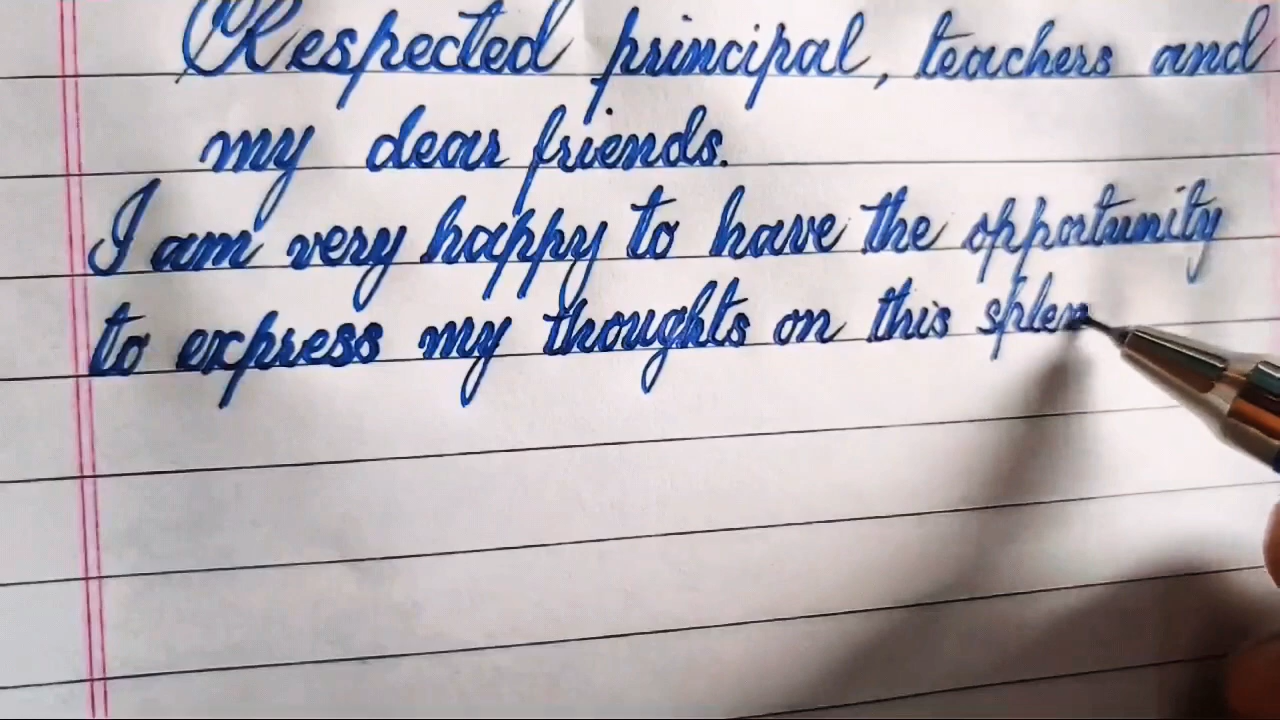 Respected principal, teachers and
my dear friends.
I am very happy to have the opportunity
to express my thoughts on this splen